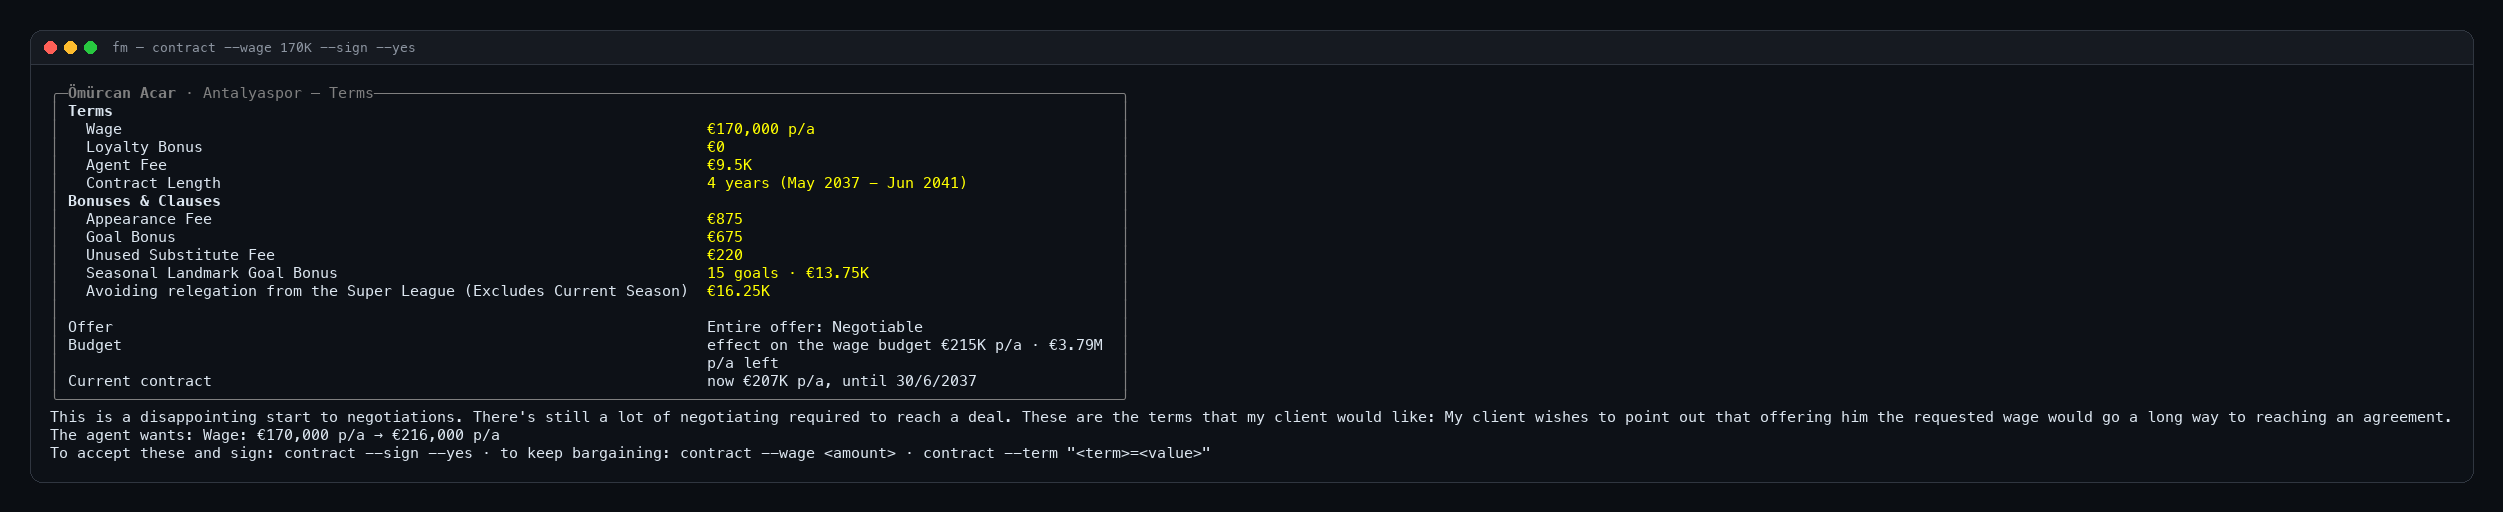 fm — contract --wage 170K --sign --yes
Ömürcan Acar · Antalyaspor — Terms
Terms
Wage €170,000 p/a
Loyalty Bonus €0
Agent Fee €9.5K
Contract Length 4 years (May 2037 – Jun 2041)
Bonuses & Clauses
Appearance Fee €875
Goal Bonus €675
Unused Substitute Fee €220
Seasonal Landmark Goal Bonus 15 goals · €13.75K
Avoiding relegation from the Super League (Excludes Current Season) €16.25K
Offer Entire offer: Negotiable
Budget effect on the wage budget €215K p/a · €3.79M
p/a left
Current contract now €207K p/a, until 30/6/2037
This is a disappointing start to negotiations. There's still a lot of negotiating required to reach a deal. These are the terms that my client would like: My client wishes to point out that offering him the requested wage would go a long way to reaching an agreement.
The agent wants: Wage: €170,000 p/a → €216,000 p/a
To accept these and sign: contract --sign --yes · to keep bargaining: contract --wage <amount> · contract --term "<term>=<value>"